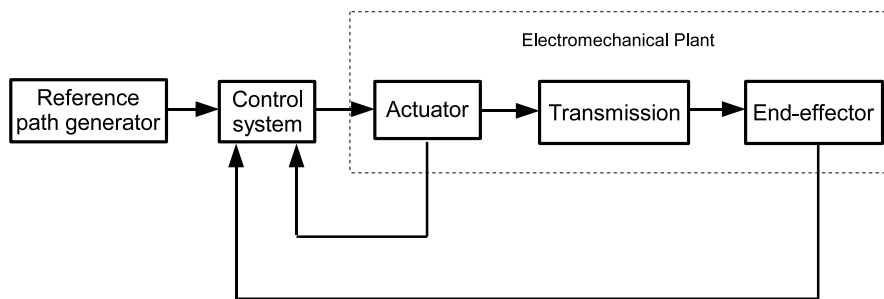 Electromechanical Plant
Reference
path generator
Control
system
Actuator
Transmission
End-effector